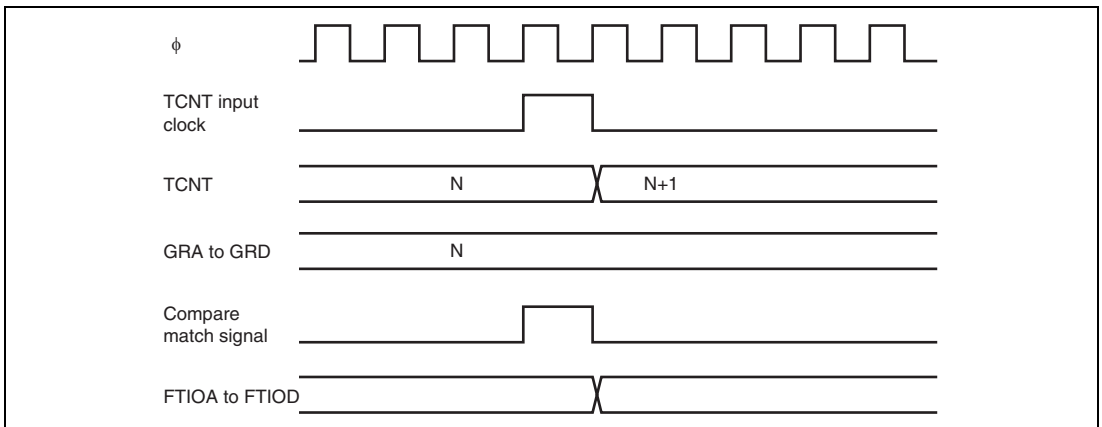 ϕ
TCNT input
clock
TCNT
N
N+1
GRA to GRD
N
Compare
match signal
FTIOA to FTIOD